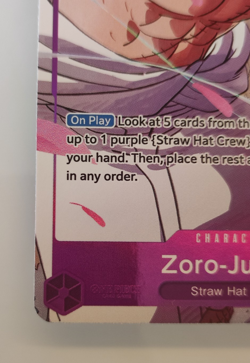 On Play Look at 5 cards from th
up to 1 purple {Straw Hat Crew}
your hand. Then, place the rest a
in any order.
CHARAC
Zoro-Ju
Straw Hat